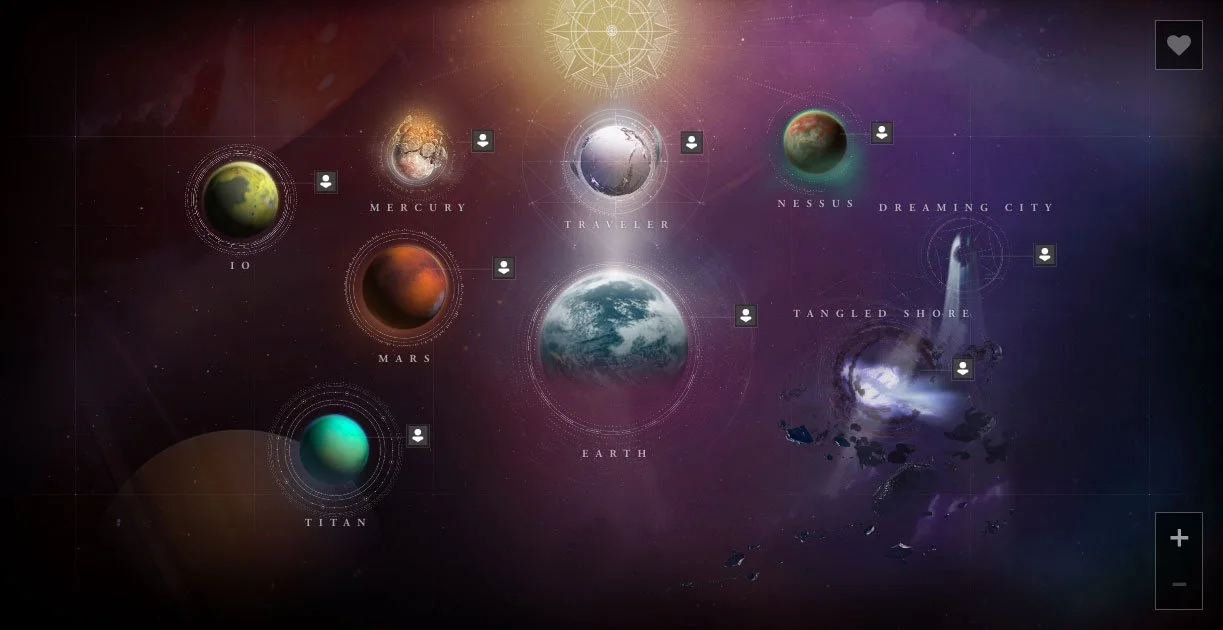 MERCURY
TRAVELER
NESSUS
DREAMING CITY
IO
TANGLED SHORE
MARS
EARTH
TITAN